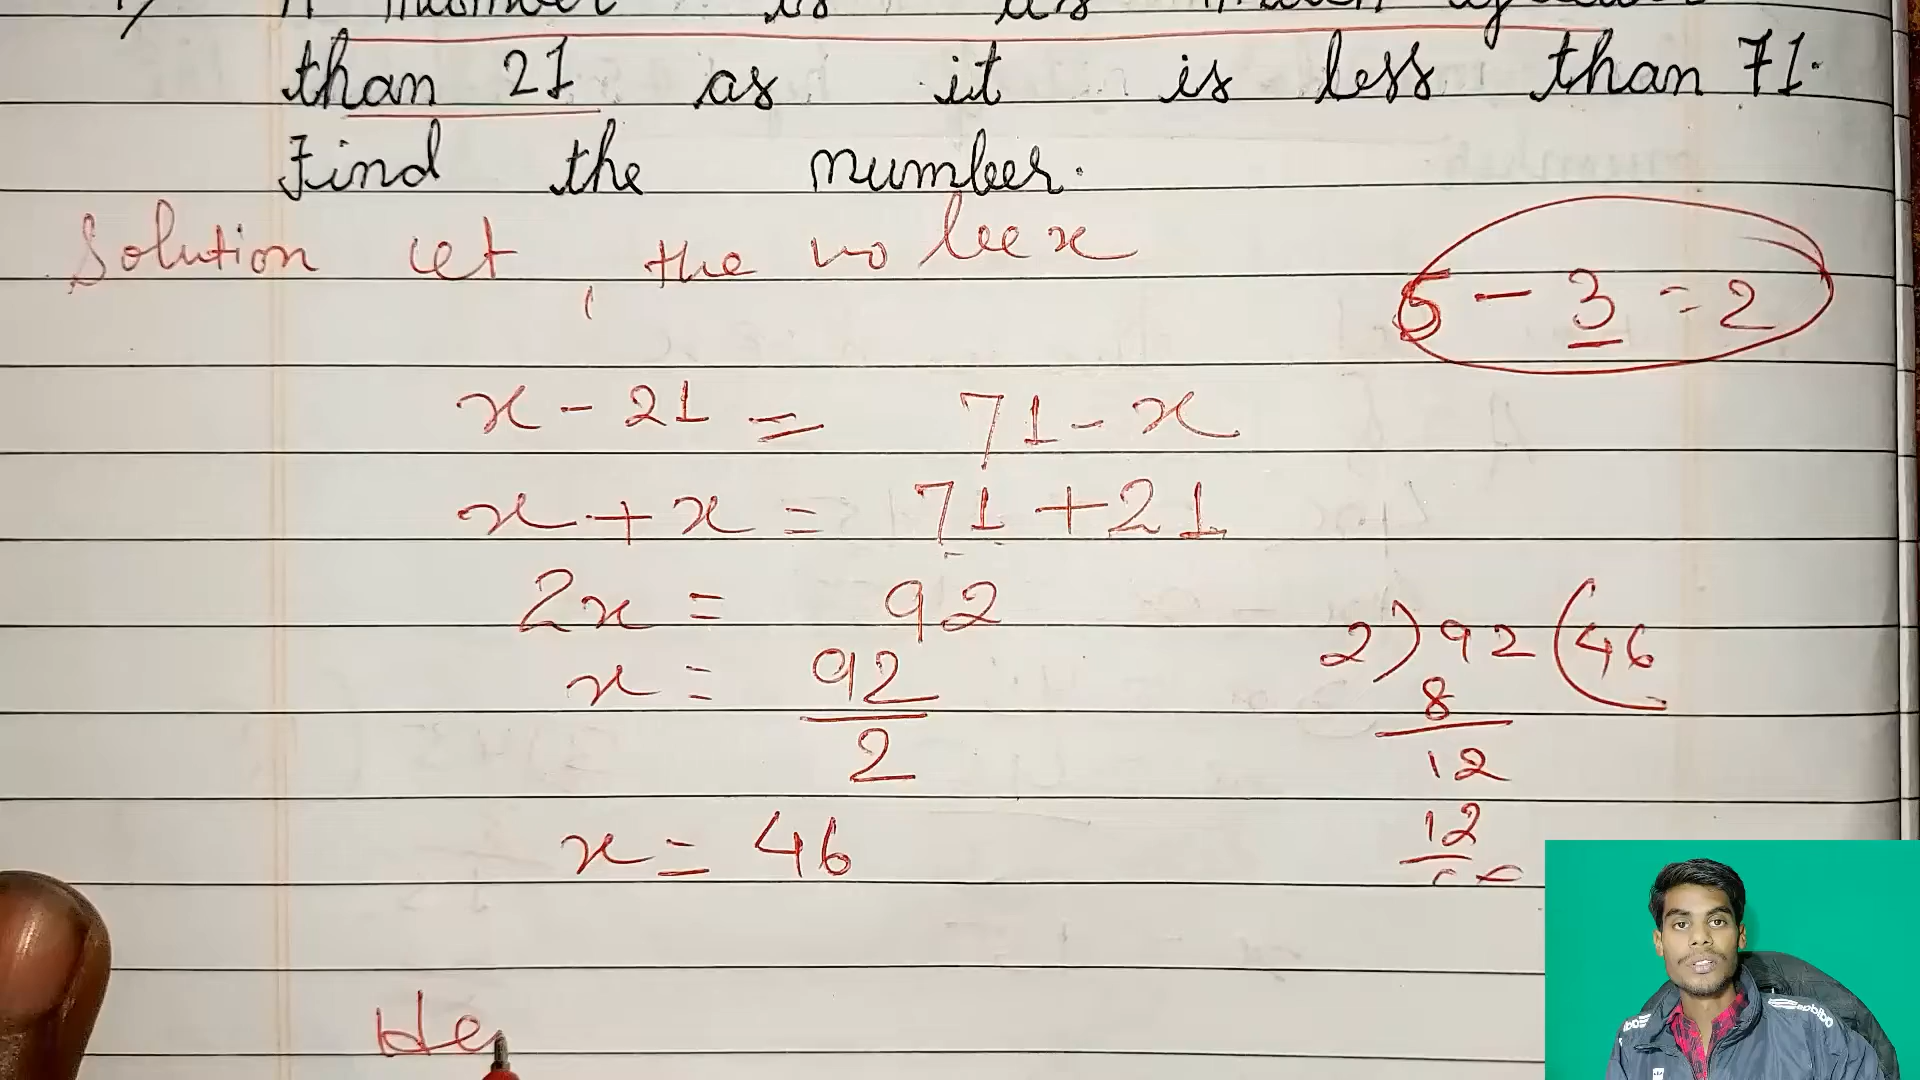 than 21 as it is less than 71.
Find the number.
Solution let, the no be x
5 - 3 = 2
x - 21 = 71 - x
x + x = 71 + 21
2x = 92
x = 92
2
2)92(46
8
12
12
x = 46
He
adidas